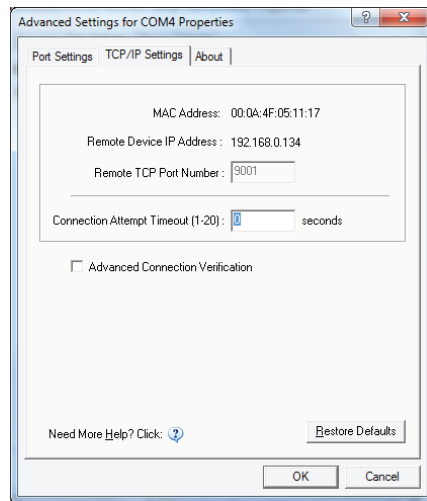 Advanced Settings for COM4 Properties
Port Settings TCP/IP Settings About
MAC Address: 00:0A:4F:05:11:17
Remote Device IP Address : 192.168.0.134
Remote TCP Port Number : 9001
Connection Attempt Timeout (1-20) : 0 seconds
Advanced Connection Verification
Need More Help? Click:
Restore Defaults
OK Cancel